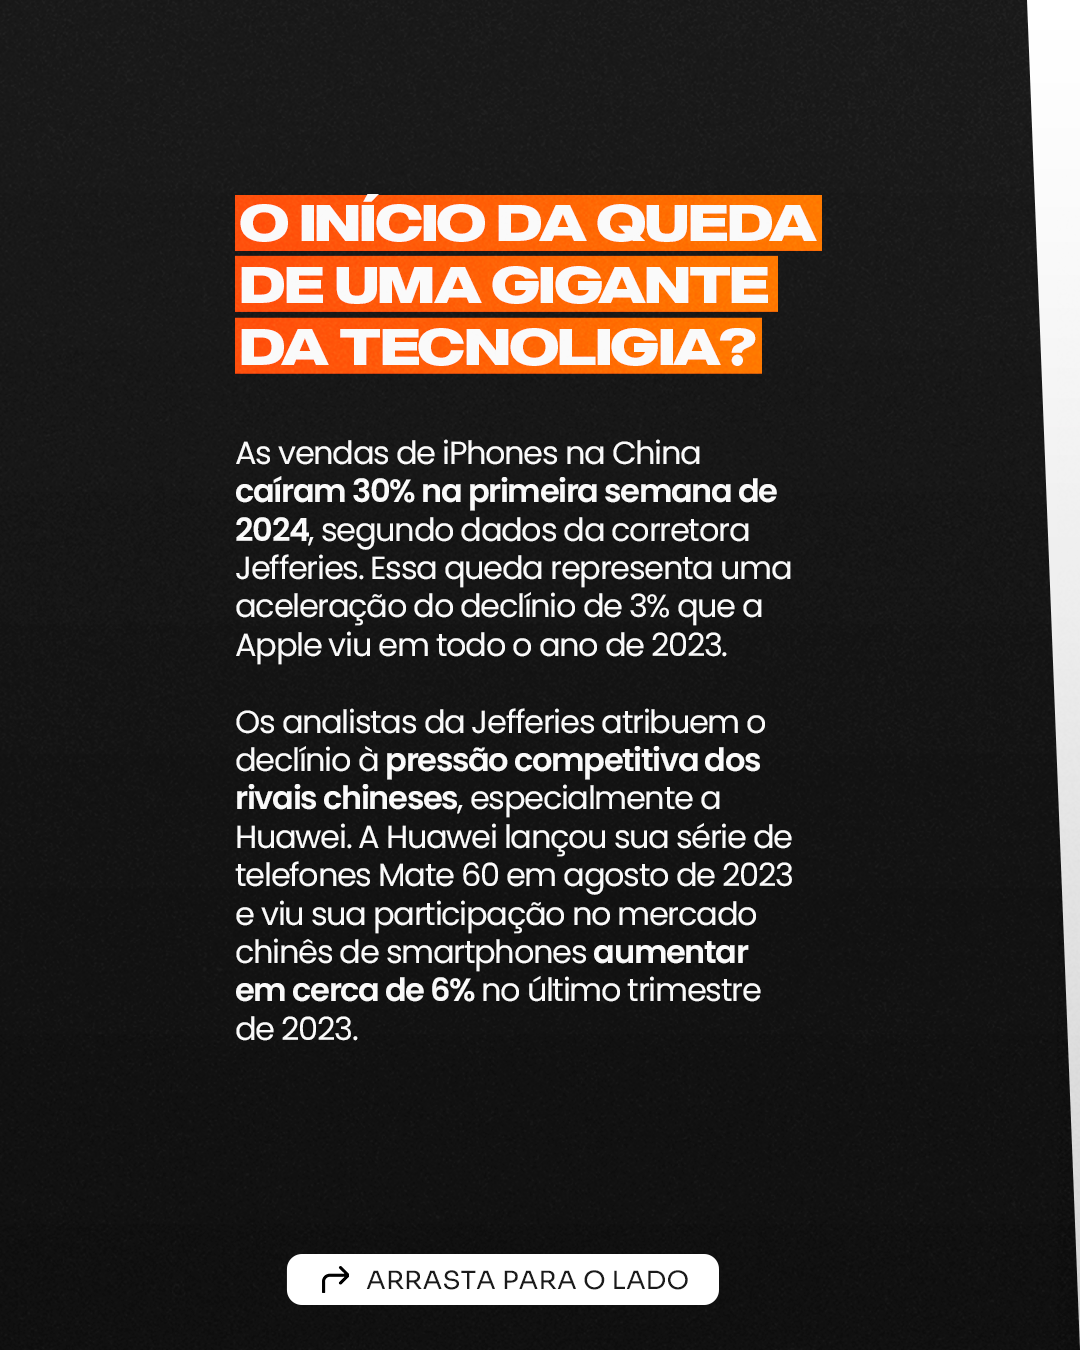 O INÍCIO DA QUEDA
DE UMA GIGANTE
DA TECNOLIGIA?
As vendas de iPhones na China
caíram 30% na primeira semana de
2024, segundo dados da corretora
Jefferies. Essa queda representa uma
aceleração do declínio de 3% que a
Apple viu em todo o ano de 2023.
Os analistas da Jefferies atribuem o
declínio à pressão competitiva dos
rivais chineses, especialmente a
Huawei. A Huawei lançou sua série de
telefones Mate 60 em agosto de 2023
e viu sua participação no mercado
chinês de smartphones aumentar
em cerca de 6% no último trimestre
de 2023.
ARRASTA PARA O LADO